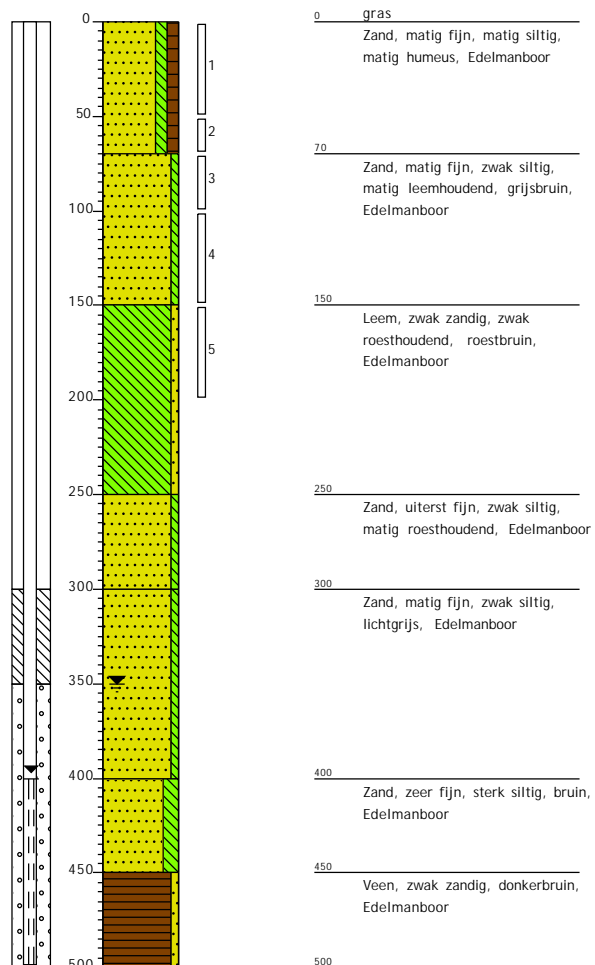 0
50
100
150
200
250
300
350
400
450
500
1
2
3
4
5
0
gras
Zand, matig fijn, matig siltig,
matig humeus, Edelmanboor
70
Zand, matig fijn, zwak siltig,
matig leemhoudend, grijsbruin,
Edelmanboor
150
Leem, zwak zandig, zwak
roesthoudend, roestbruin,
Edelmanboor
250
Zand, uiterst fijn, zwak siltig,
matig roesthoudend, Edelmanboor
300
Zand, matig fijn, zwak siltig,
lichtgrijs, Edelmanboor
400
Zand, zeer fijn, sterk siltig, bruin,
Edelmanboor
450
Veen, zwak zandig, donkerbruin,
Edelmanboor
500